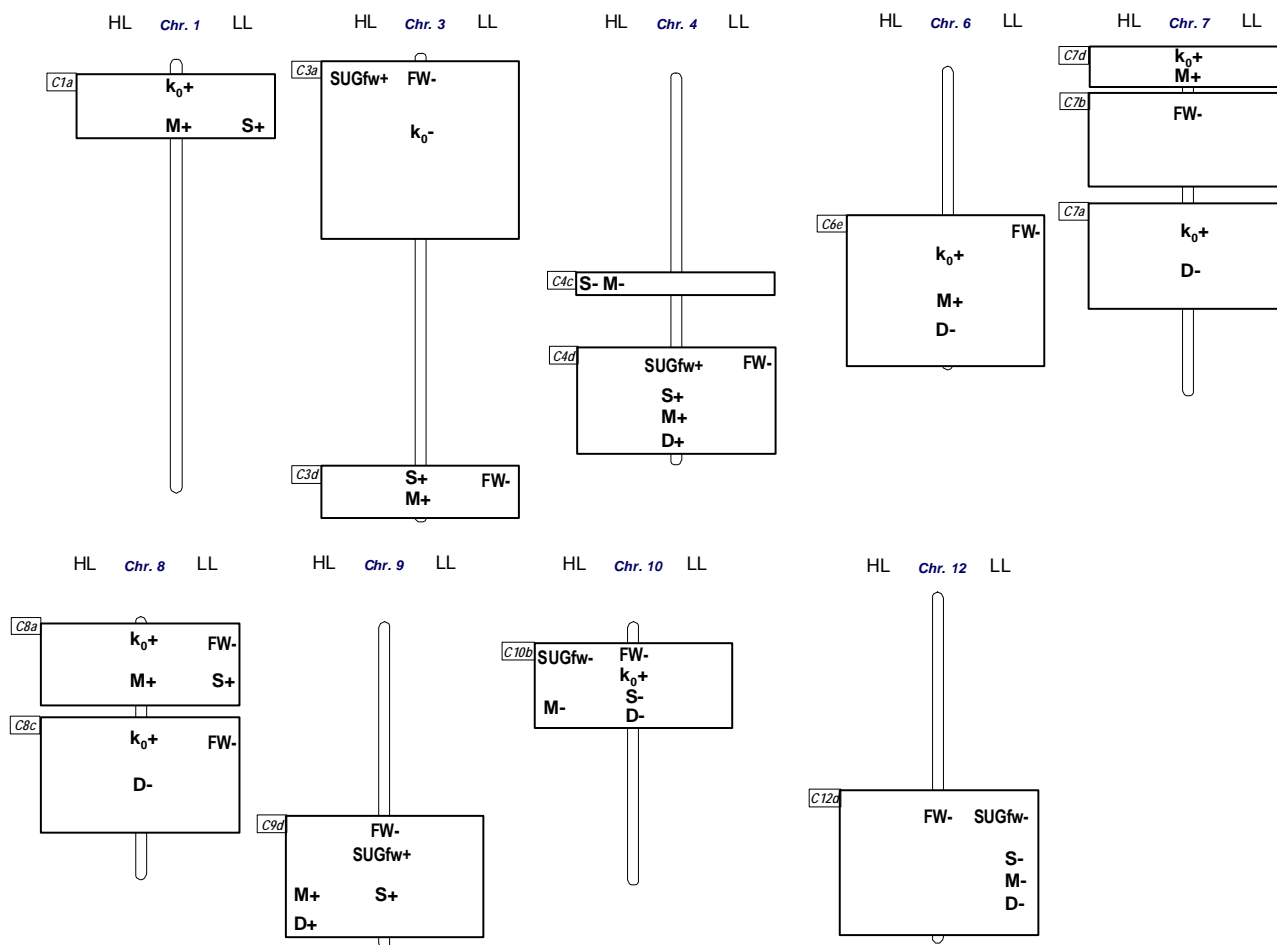 HL Chr. 1 LL
C1a
k0+
M+ S+
HL Chr. 3 LL
C3a
SUGfw+ FW-
k0-
C3d
S+ FW-
M+
HL Chr. 4 LL
C4c
S- M-
C4d
SUGfw+ FW-
S+
M+
D+
HL Chr. 6 LL
C6e
FW-
k0+
M+
D-
HL Chr. 7 LL
C7d
k0+
M+
C7b
FW-
C7a
k0+
D-
HL Chr. 8 LL
C8a
k0+ FW-
M+ S+
C8c
k0+ FW-
D-
HL Chr. 9 LL
C9d
FW-
SUGfw+
M+ S+
D+
HL Chr. 10 LL
C10b
SUGfw- FW-
k0+
S-
M- D-
HL Chr. 12 LL
C12d
FW- SUGfw-
S-
M-
D-